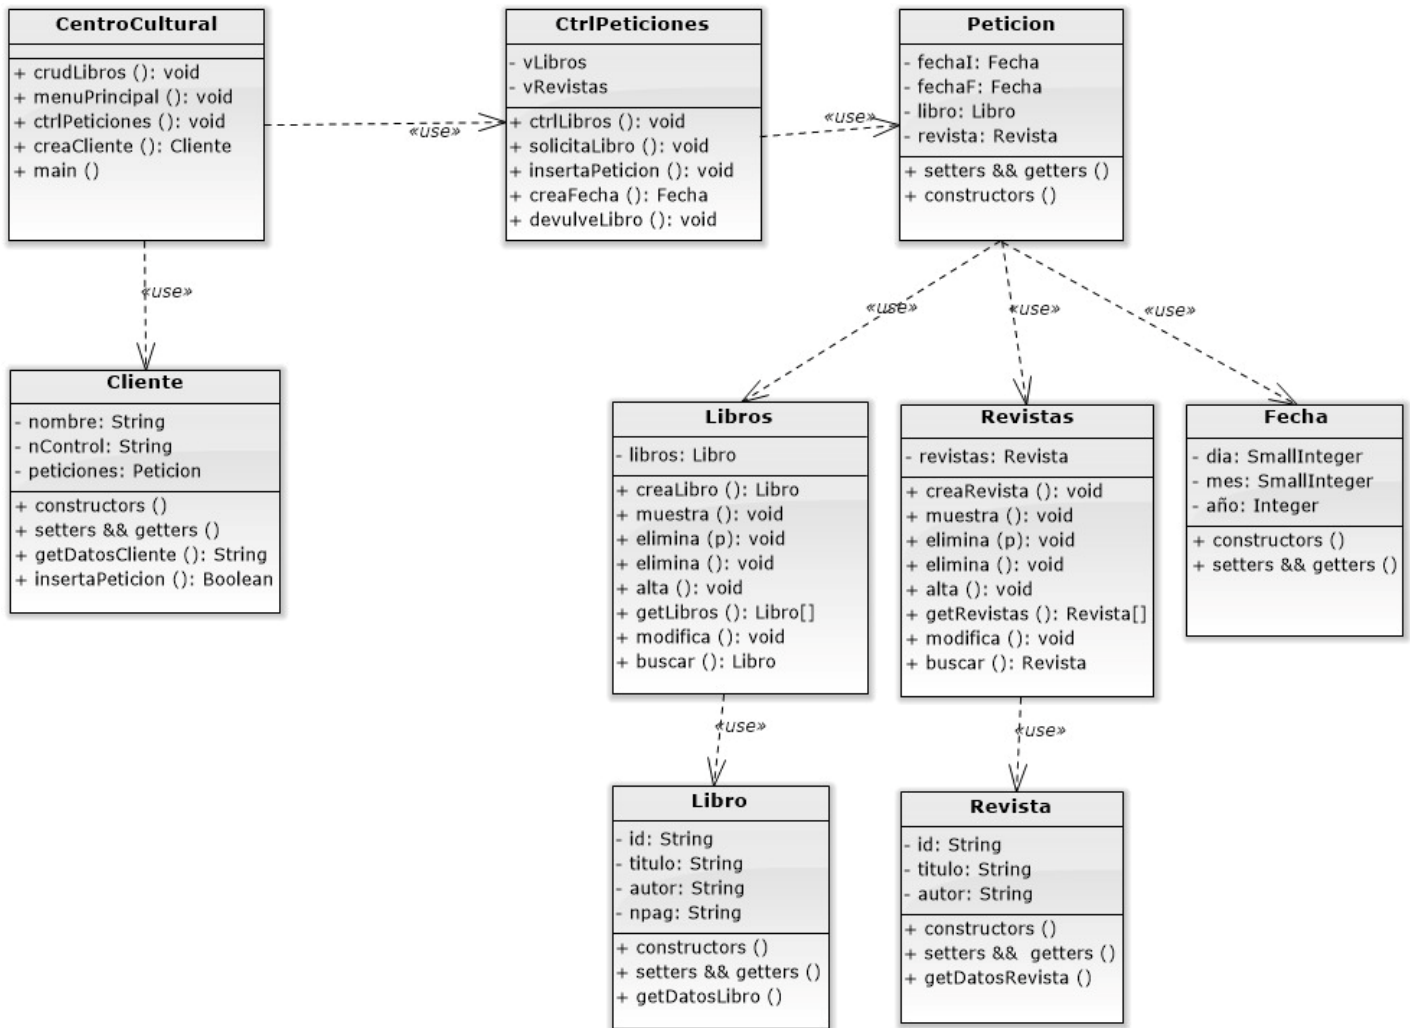 CentroCultural
+ crudLibros (): void
+ menuPrincipal (): void
+ ctrlPeticiones (): void
+ creaCliente (): Cliente
+ main ()
«use»
CtrlPeticiones
- vLibros
- vRevistas
+ ctrlLibros (): void
+ solicitaLibro (): void
+ insertaPeticion (): void
+ creaFecha (): Fecha
+ devulveLibro (): void
«use»
Peticion
- fechaI: Fecha
- fechaF: Fecha
- libro: Libro
- revista: Revista
+ setters && getters ()
+ constructors ()
«use»
«use»
«use»
«use»
Cliente
- nombre: String
- nControl: String
- peticiones: Peticion
+ constructors ()
+ setters && getters ()
+ getDatosCliente (): String
+ insertaPeticion (): Boolean
Libros
- libros: Libro
+ creaLibro (): Libro
+ muestra (): void
+ elimina (p): void
+ elimina (): void
+ alta (): void
+ getLibros (): Libro[]
+ modifica (): void
+ buscar (): Libro
Revistas
- revistas: Revista
+ creaRevista (): void
+ muestra (): void
+ elimina (p): void
+ elimina (): void
+ alta (): void
+ getRevistas (): Revista[]
+ modifica (): void
+ buscar (): Revista
Fecha
- dia: SmallInteger
- mes: SmallInteger
- año: Integer
+ constructors ()
+ setters && getters ()
«use»
«use»
Libro
- id: String
- titulo: String
- autor: String
- npag: String
+ constructors ()
+ setters && getters ()
+ getDatosLibro ()
Revista
- id: String
- titulo: String
- autor: String
+ constructors ()
+ setters &&  getters ()
+ getDatosRevista ()